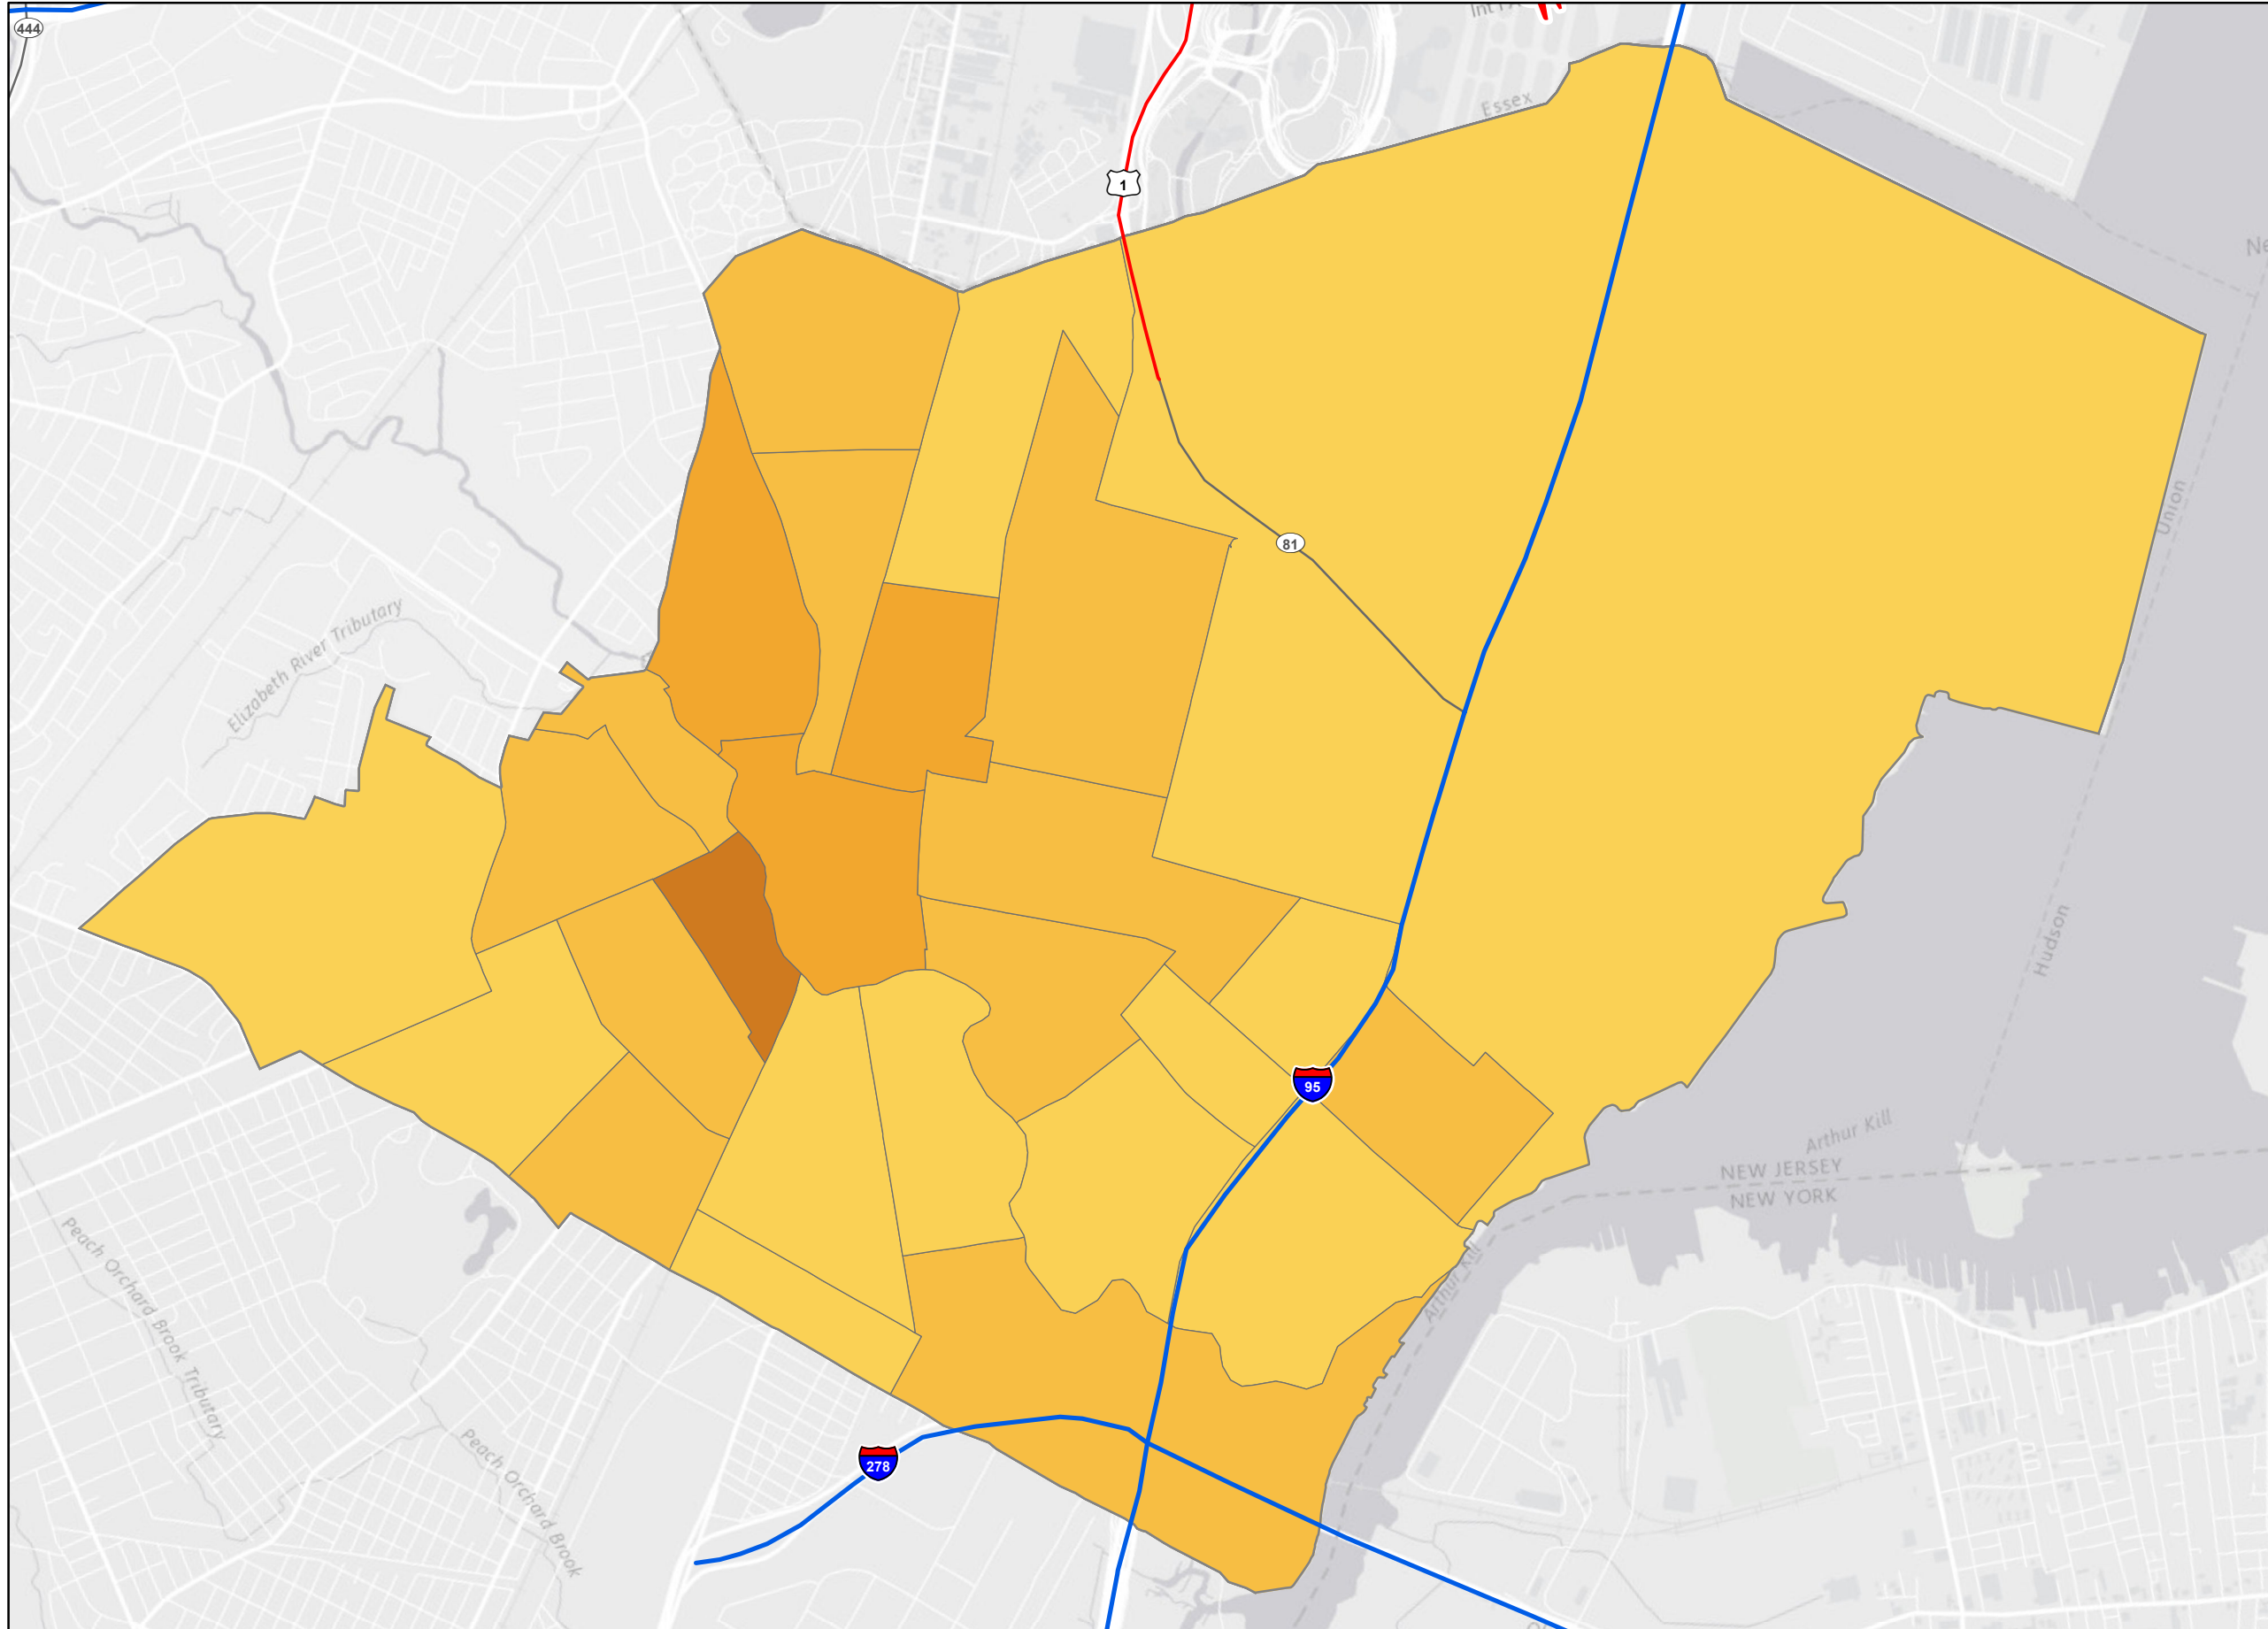 444
Essex
1
Union
81
Elizabeth River Tributary
Hudson
95
Arthur Kill
NEW JERSEY
NEW YORK
Arthur Kill
Peach Orchard Brook Tributary
Peach Orchard Brook
278